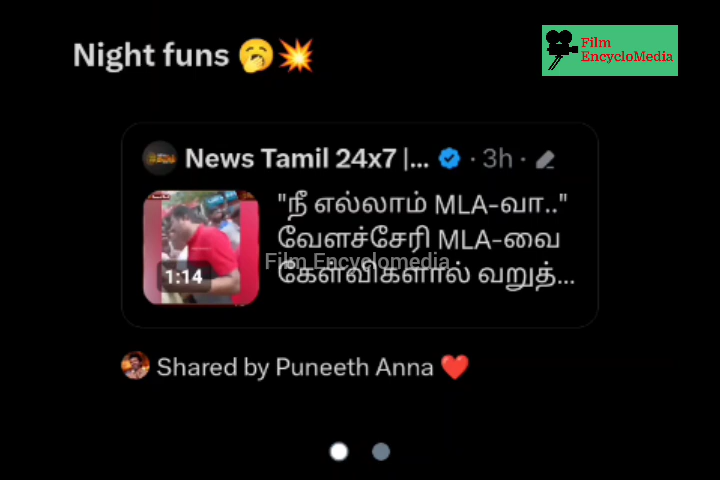 Night funs 🥱💥
Film
EncycloMedia
News Tamil 24x7 |... · 3h ·
"நீ எல்லாம் MLA-வா.."
வேளச்சேரி MLA-வை
Film Encyclomedia
கேள்விகளால் வறுத்...
1:14
Shared by Puneeth Anna ❤️